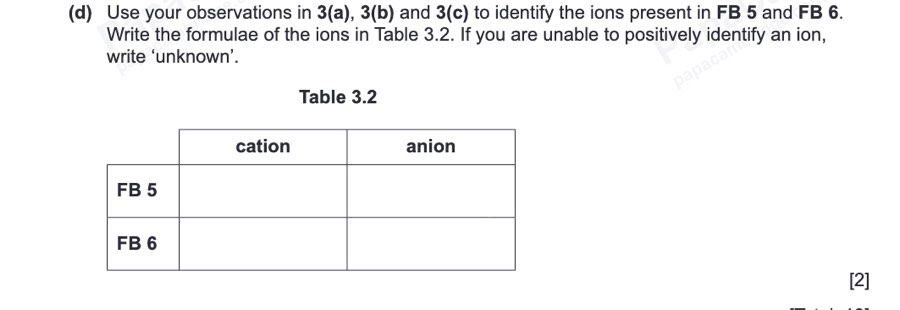 (d) Use your observations in 3(a), 3(b) and 3(c) to identify the ions present in FB 5 and FB 6.
Write the formulae of the ions in Table 3.2. If you are unable to positively identify an ion,
write ‘unknown’.
Table 3.2
cation anion
FB 5
FB 6
[2]